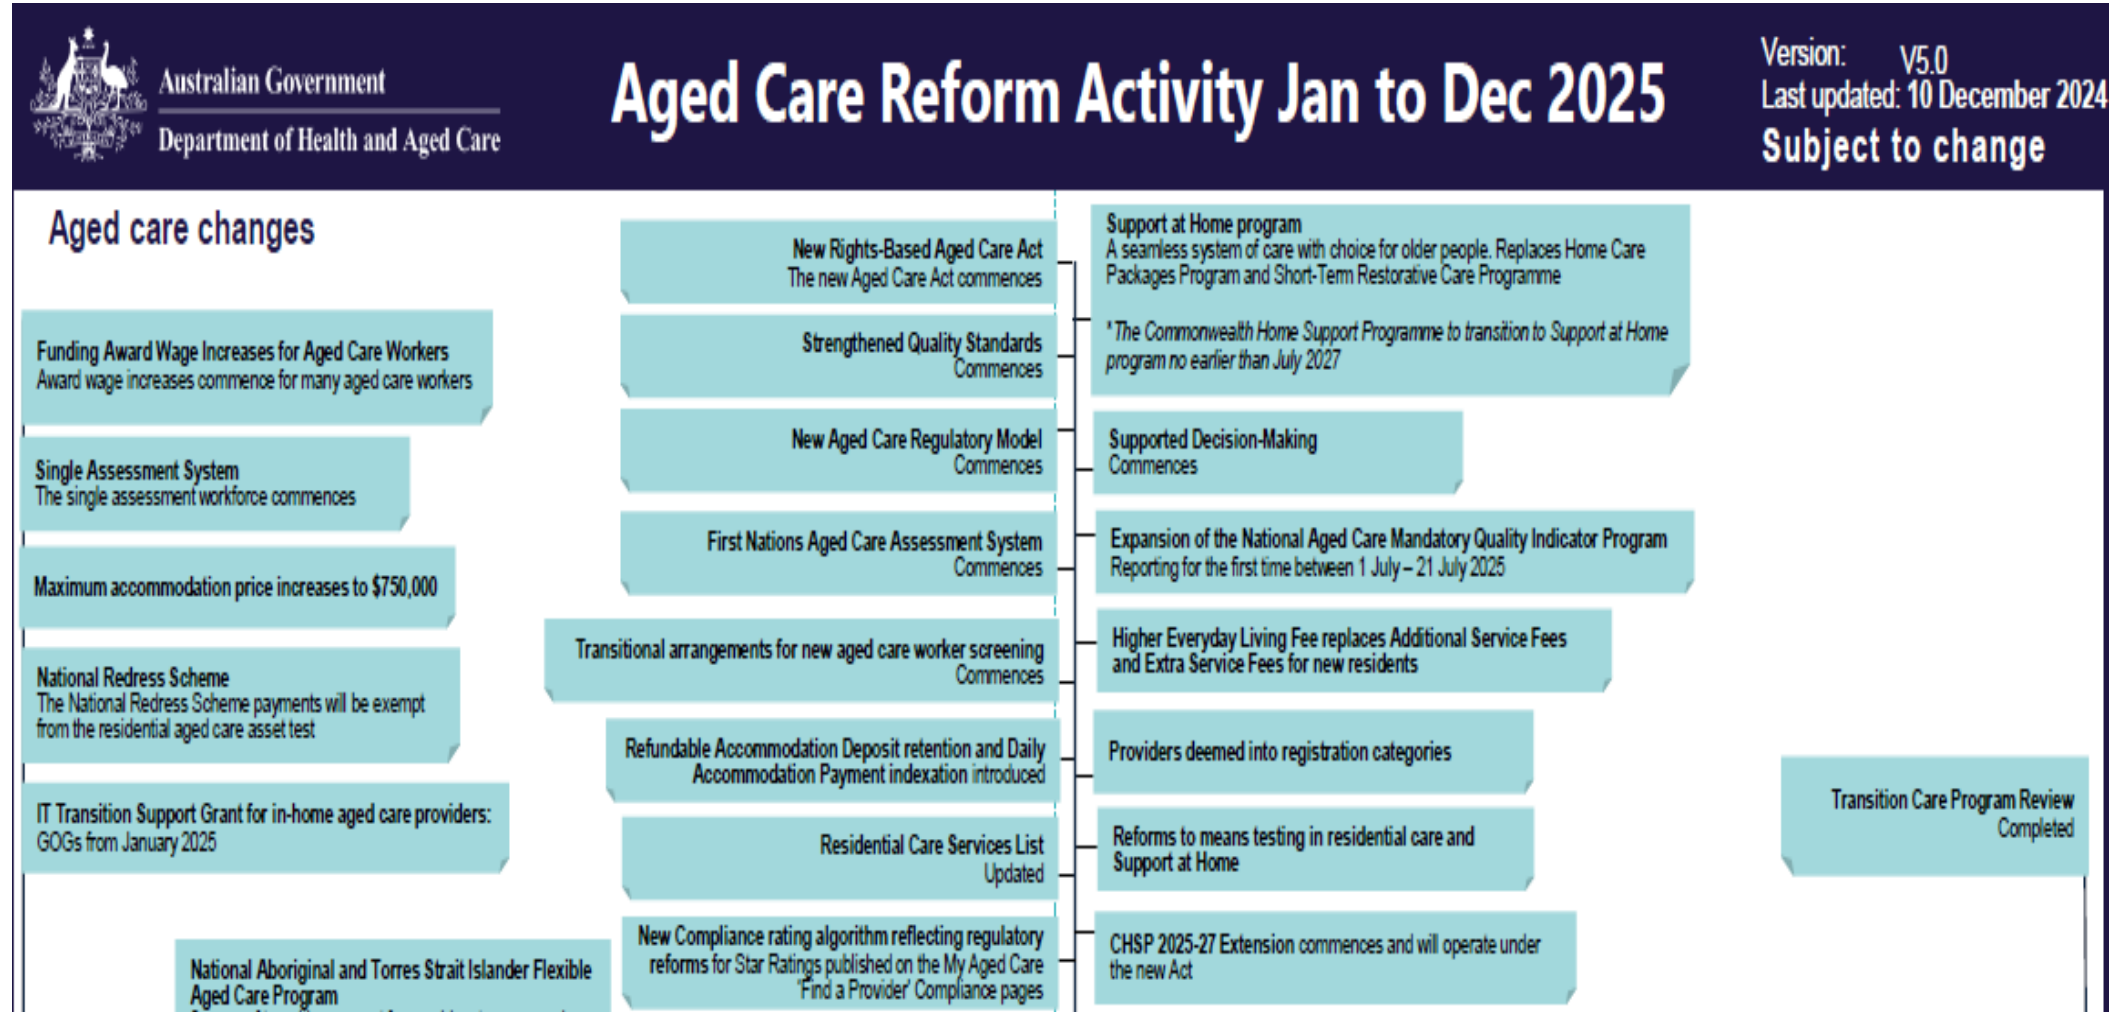 Australian Government
Department of Health and Aged Care
Aged Care Reform Activity Jan to Dec 2025
Version: V5.0
Last updated: 10 December 2024
Subject to change
Aged care changes
Funding Award Wage Increases for Aged Care Workers
Award wage increases commence for many aged care workers
Single Assessment System
The single assessment workforce commences
Maximum accommodation price increases to $750,000
National Redress Scheme
The National Redress Scheme payments will be exempt
from the residential aged care asset test
IT Transition Support Grant for in-home aged care providers:
GOGs from January 2025
National Aboriginal and Torres Strait Islander Flexible
Aged Care Program
New Rights-Based Aged Care Act
The new Aged Care Act commences
Strengthened Quality Standards
Commences
New Aged Care Regulatory Model
Commences
First Nations Aged Care Assessment System
Commences
Transitional arrangements for new aged care worker screening
Commences
Refundable Accommodation Deposit retention and Daily
Accommodation Payment indexation introduced
Residential Care Services List
Updated
New Compliance rating algorithm reflecting regulatory
reforms for Star Ratings published on the My Aged Care
'Find a Provider' Compliance pages
Support at Home program
A seamless system of care with choice for older people. Replaces Home Care
Packages Program and Short-Term Restorative Care Programme
*The Commonwealth Home Support Programme to transition to Support at Home
program no earlier than July 2027
Supported Decision-Making
Commences
Expansion of the National Aged Care Mandatory Quality Indicator Program
Reporting for the first time between 1 July – 21 July 2025
Higher Everyday Living Fee replaces Additional Service Fees
and Extra Service Fees for new residents
Providers deemed into registration categories
Reforms to means testing in residential care and
Support at Home
CHSP 2025-27 Extension commences and will operate under
the new Act
Transition Care Program Review
Completed